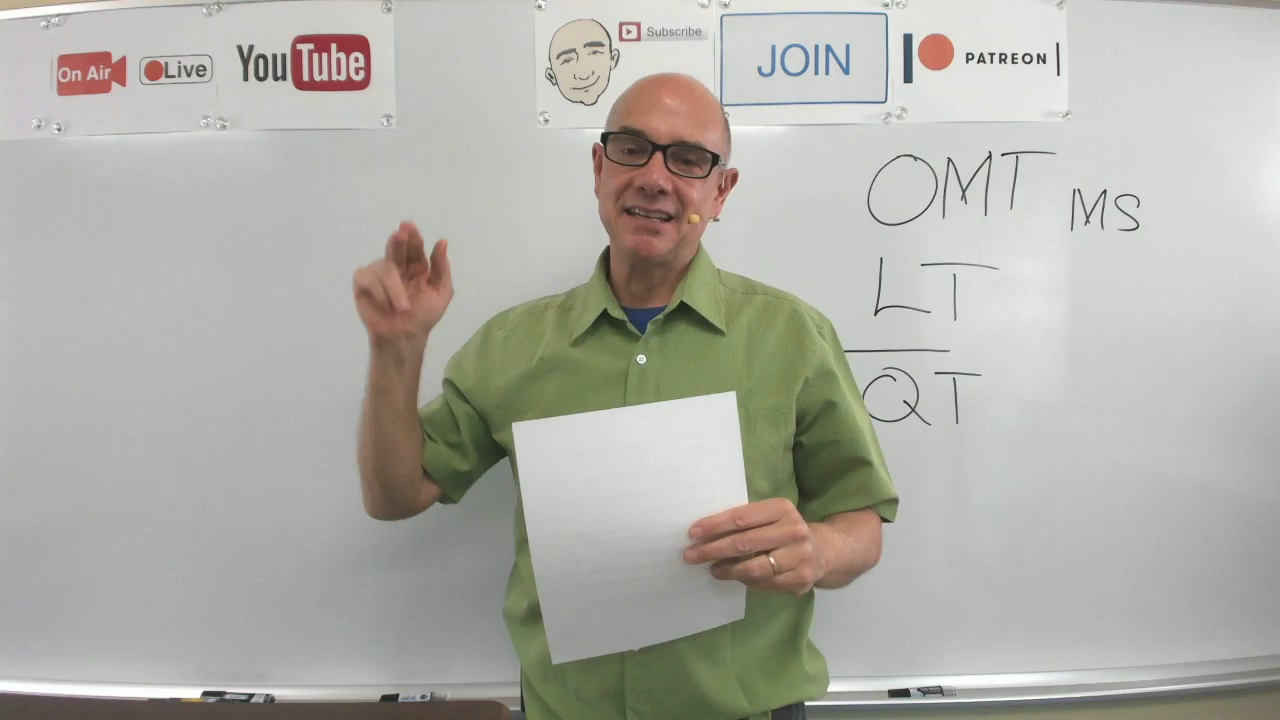 On Air
Live
YouTube
Subscribe
JOIN
PATREON
OMT MS
LT
QT